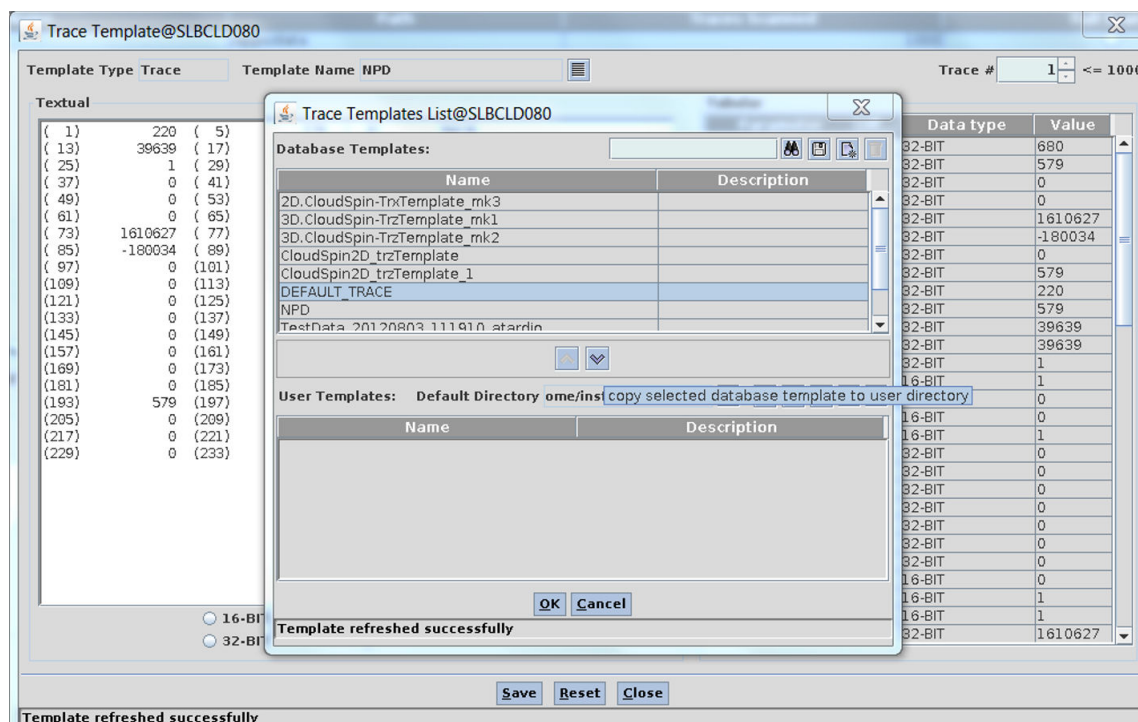 Path Traces Scanned
Trace Template@SLBCLD080
Template Type Trace Template Name NPD Trace # 1 <= 1000
Textual Tabular
( 1) 220 ( 5)
( 13) 39639 ( 17)
( 25) 1 ( 29)
( 37) 0 ( 41)
( 49) 0 ( 53)
( 61) 0 ( 65)
( 73) 1610627 ( 77)
( 85) -180034 ( 89)
( 97) 0 (101)
(109) 0 (113)
(121) 0 (125)
(133) 0 (137)
(145) 0 (149)
(157) 0 (161)
(169) 0 (173)
(181) 0 (185)
(193) 579 (197)
(205) 0 (209)
(217) 0 (221)
(229) 0 (233)
16-BIT
32-BIT
Trace Templates List@SLBCLD080
Database Templates:
Name Description
2D.CloudSpin-TrxTemplate_mk3
3D.CloudSpin-TrzTemplate_mk1
3D.CloudSpin-TrzTemplate_mk2
CloudSpin2D_trzTemplate
CloudSpin2D_trzTemplate_1
DEFAULT_TRACE
NPD
TestData_20120803_111910_atardio
User Templates: Default Directory ome/inst
copy selected database template to user directory
Name Description
OK Cancel
Template refreshed successfully
Data type Value
32-BIT 680
32-BIT 579
32-BIT 0
32-BIT 0
32-BIT 1610627
32-BIT -180034
32-BIT 0
32-BIT 579
32-BIT 220
32-BIT 579
32-BIT 39639
32-BIT 39639
32-BIT 1
16-BIT 1
0
16-BIT 0
16-BIT 1
32-BIT 0
32-BIT 0
32-BIT 0
32-BIT 0
32-BIT 0
32-BIT 0
32-BIT 0
16-BIT 0
16-BIT 1
16-BIT 1
32-BIT 1610627
Save Reset Close
Template refreshed successfully